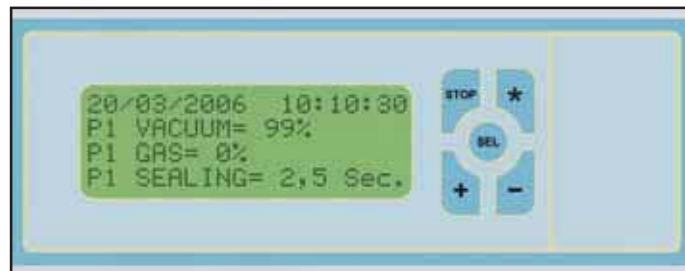 20/03/2006 10:10:30
P1 VACUUM= 99%
P1 GAS= 0%
P1 SEALING= 2,5 Sec.
STOP *
SEL
+ -